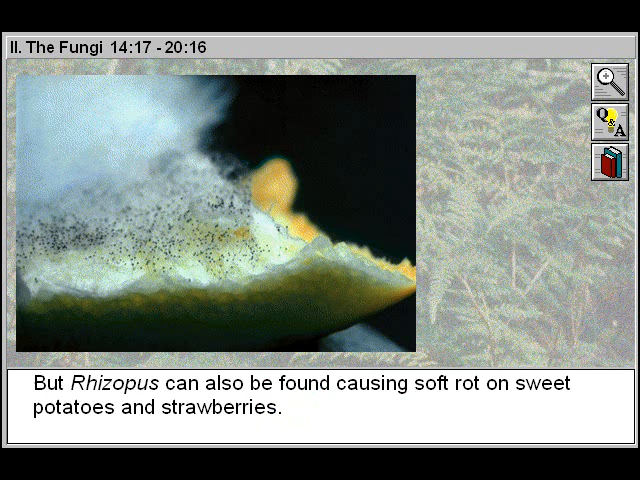 II. The Fungi 14:17 - 20:16
Q
&
A
But Rhizopus can also be found causing soft rot on sweet
potatoes and strawberries.